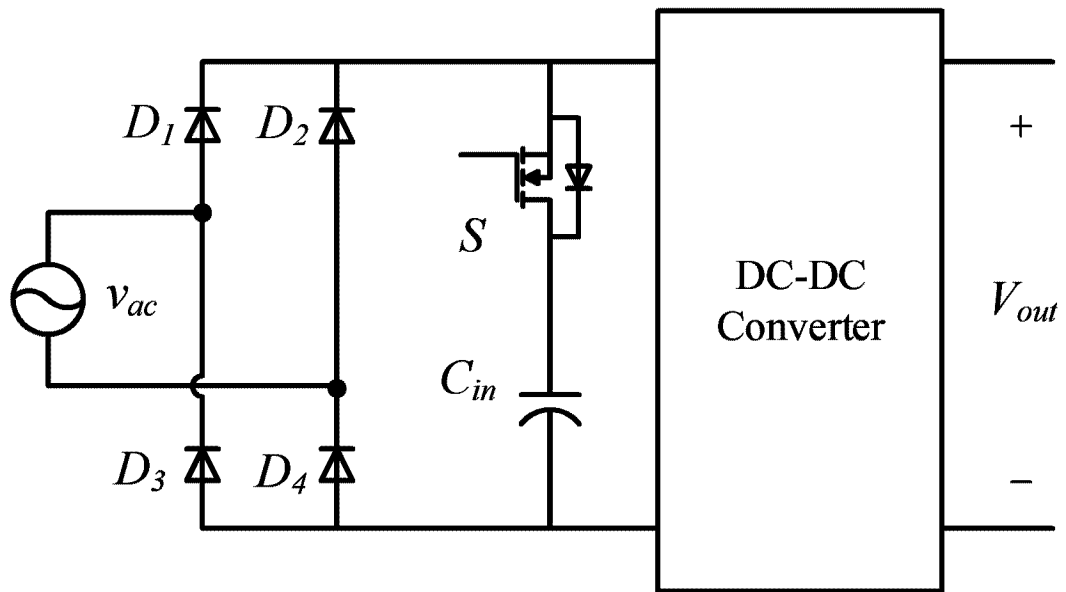 D1
D2
+
S
DC-DC
Converter
vac
Vout
Cin
D3
D4
−